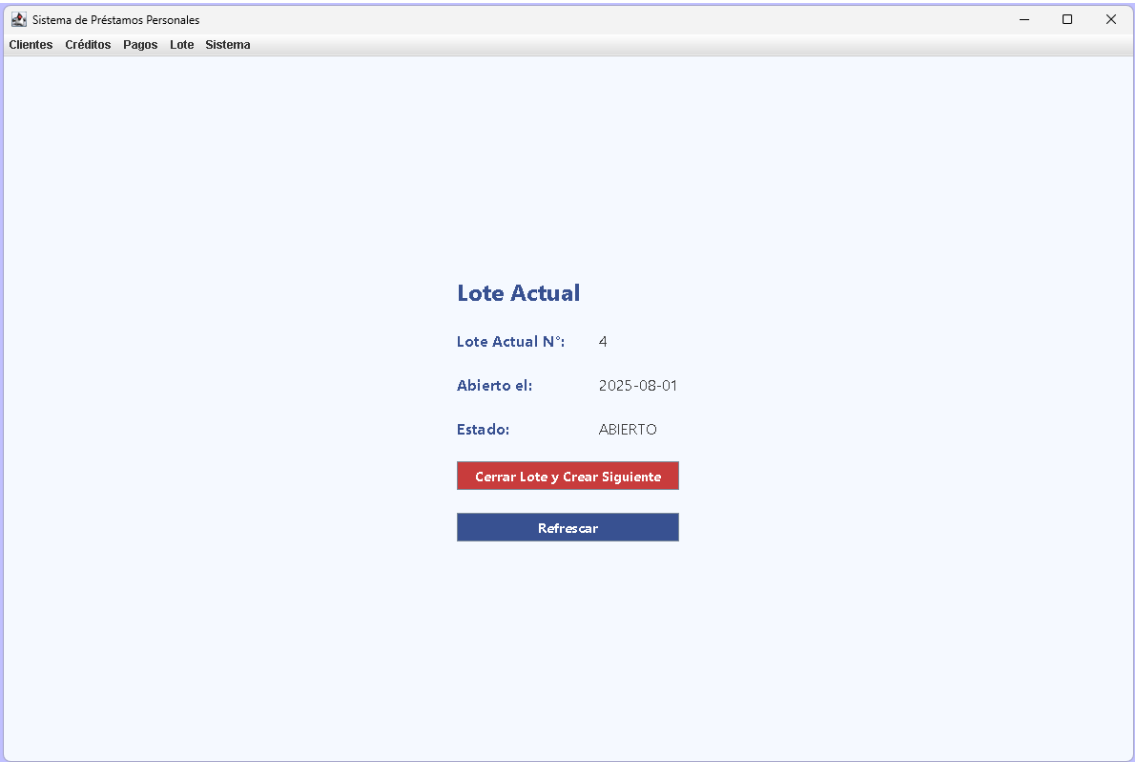 Sistema de Préstamos Personales
Clientes Créditos Pagos Lote Sistema
Lote Actual
Lote Actual N°: 4
Abierto el: 2025-08-01
Estado: ABIERTO
Cerrar Lote y Crear Siguiente
Refrescar